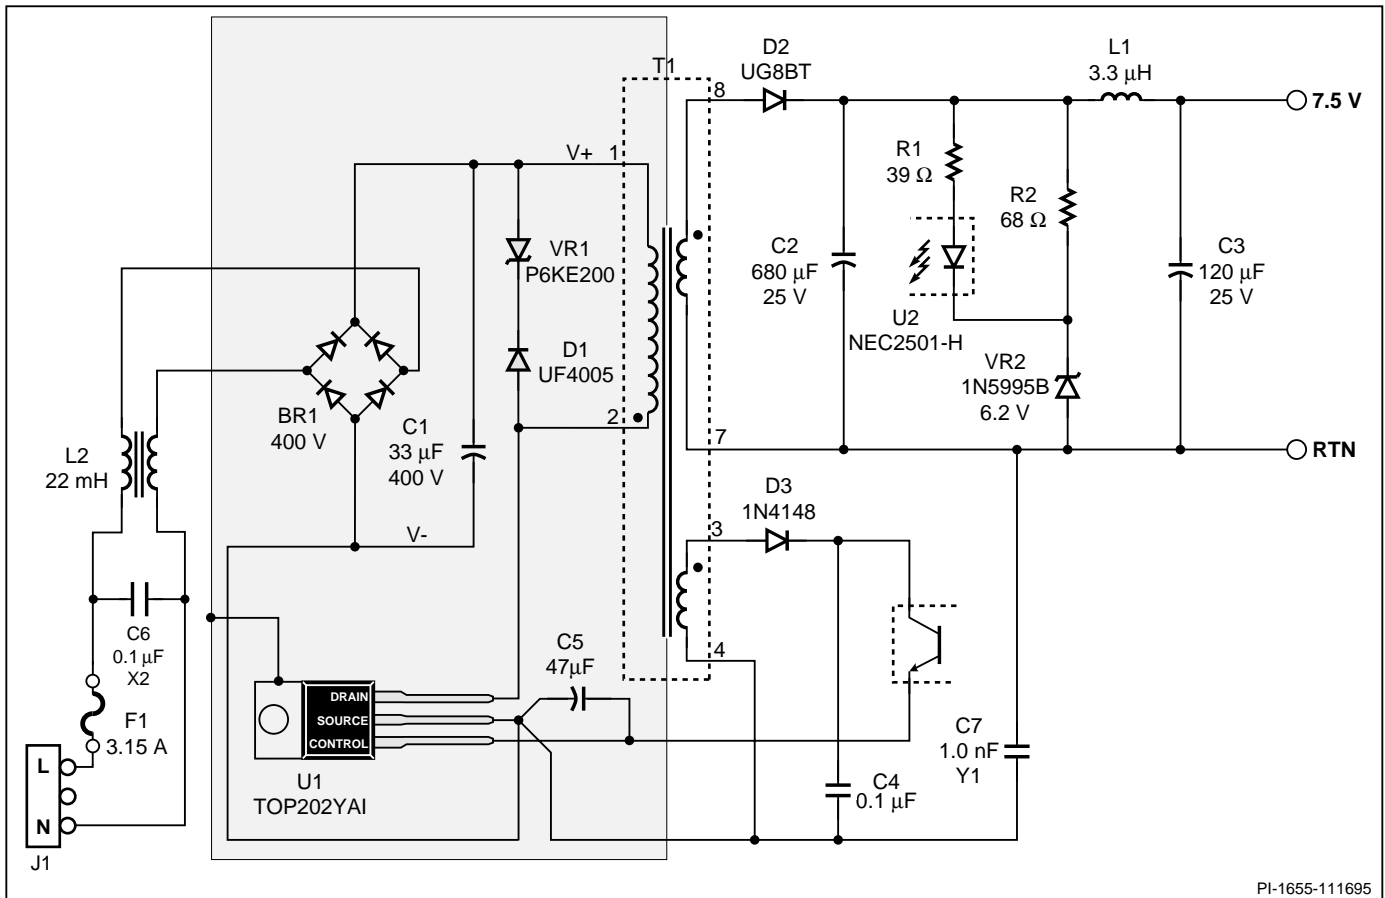 T1
D2
UG8BT
L1
3.3 µH
8
7.5 V
V+
1
R1
39 Ω
R2
68 Ω
VR1
P6KE200
C2
680 µF
25 V
C3
120 µF
25 V
U2
NEC2501-H
D1
UF4005
VR2
1N5995B
6.2 V
BR1
400 V
C1
33 µF
400 V
2
7
RTN
L2
22 mH
D3
1N4148
V-
3
C6
0.1 µF
X2
C5
47µF
4
DRAIN
SOURCE
CONTROL
F1
3.15 A
C7
1.0 nF
Y1
L
N
J1
U1
TOP202YAI
C4
0.1 µF
PI-1655-111695